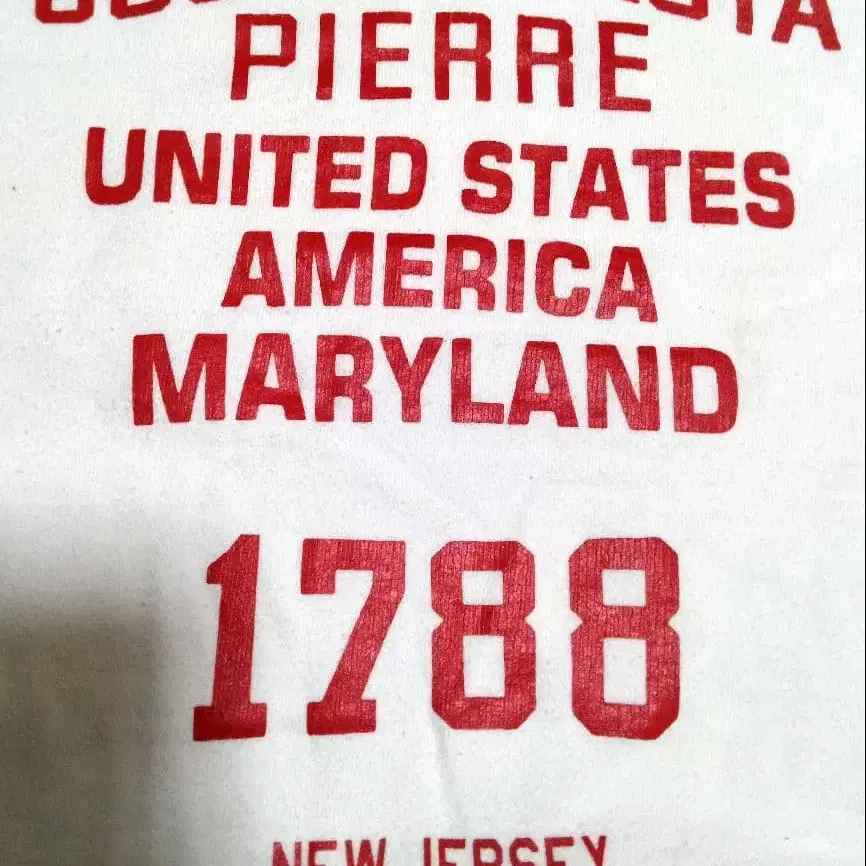 PIERRE
UNITED STATES
AMERICA
MARYLAND
1788
NEW JERSEY